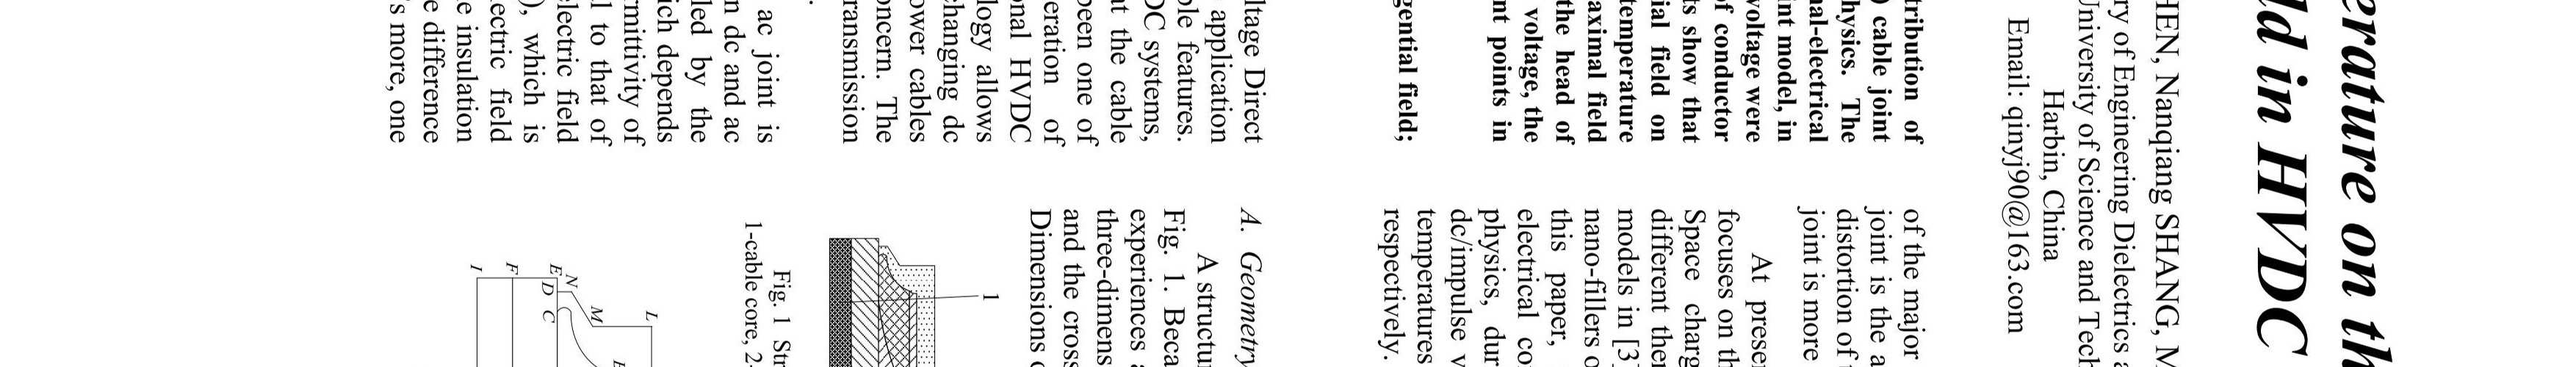 erature on th
ld in HVDC
HEN, Nanqiang SHANG, M
ry of Engineering Dielectrics a
University of Science and Tech
Harbin, China
Email: qinyj90@163.com
tribution of
) cable joint
hysics. The
nal-electrical
int model, in
voltage were
of conductor
ts show that
ial field on
temperature
aximal field
the head of
voltage, the
nt points in
gential field;
ltage Direct
application
ble features.
DC systems,
at the cable
been one of
eration of
onal HVDC
logy allows
changing dc
ower cables
oncern. The
ransmission
.
ac joint is
n dc and ac
led by the
ich depends
rmittivity of
l to that of
electric field
), which is
ectric field
e insulation
e difference
's more, one
of the major
joint is the a
distortion of
joint is more
At presen
focuses on th
Space charg
different ther
models in [3
nano-fillers o
this paper,
electrical co
physics, dur
dc/impulse v
temperatures
respectively.
A. Geometry
A structur
Fig. 1. Beca
experiences a
three-dimens
and the cross
Dimensions o
1
Fig. 1 Str
1-cable core, 2-
L
M
N
E
D
C
F
I